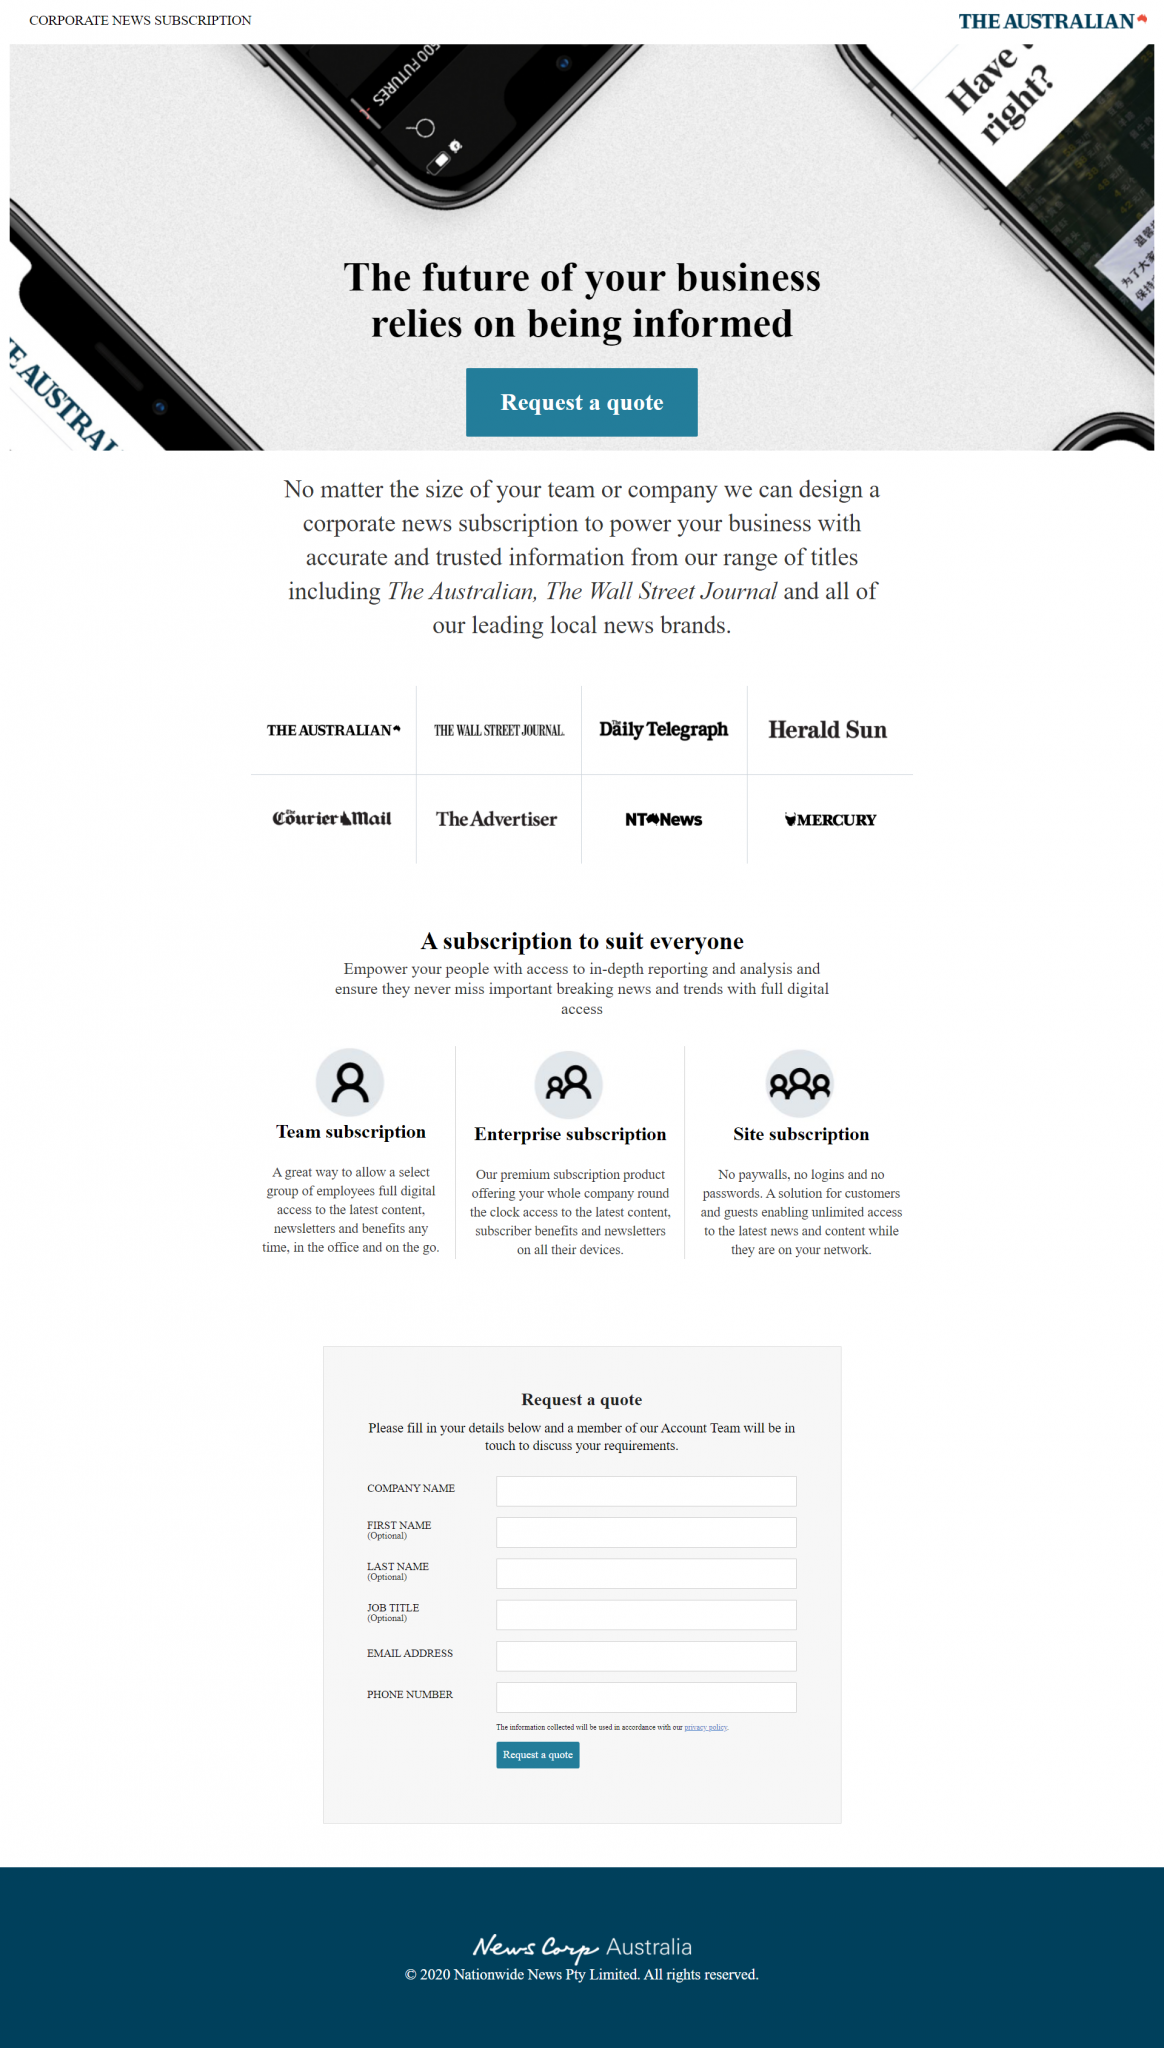 CORPORATE NEWS SUBSCRIPTION
THE AUSTRALIAN
500 FUTURES
Have
right?
温馨
为了大家
保持
E AUSTRAL
The future of your business
relies on being informed
Request a quote
No matter the size of your team or company we can design a
corporate news subscription to power your business with
accurate and trusted information from our range of titles
including The Australian, The Wall Street Journal and all of
our leading local news brands.
THE AUSTRALIAN
THE WALL STREET JOURNAL.
The Daily Telegraph
Herald Sun
The Courier Mail
The Advertiser
NT News
MERCURY
A subscription to suit everyone
Empower your people with access to in-depth reporting and analysis and
ensure they never miss important breaking news and trends with full digital
access
Team subscription
A great way to allow a select
group of employees full digital
access to the latest content,
newsletters and benefits any
time, in the office and on the go.
Enterprise subscription
Our premium subscription product
offering your whole company round
the clock access to the latest content,
subscriber benefits and newsletters
on all their devices.
Site subscription
No paywalls, no logins and no
passwords. A solution for customers
and guests enabling unlimited access
to the latest news and content while
they are on your network.
Request a quote
Please fill in your details below and a member of our Account Team will be in
touch to discuss your requirements.
COMPANY NAME
FIRST NAME
(Optional)
LAST NAME
(Optional)
JOB TITLE
(Optional)
EMAIL ADDRESS
PHONE NUMBER
The information collected will be used in accordance with our privacy policy.
Request a quote
News Corp Australia
© 2020 Nationwide News Pty Limited. All rights reserved.